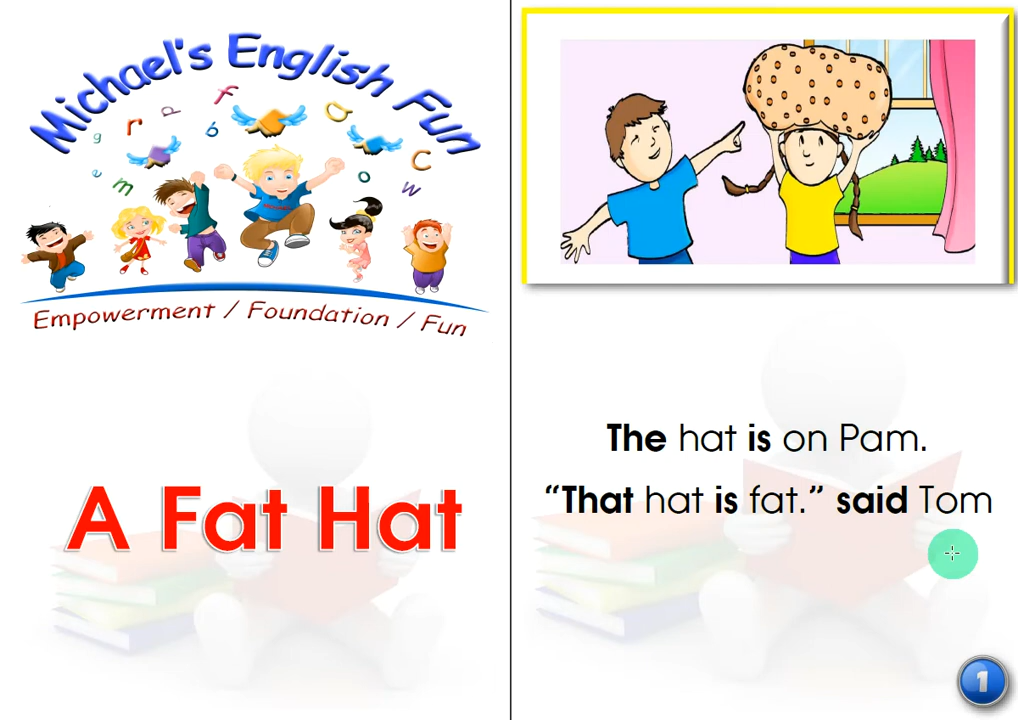 Michael's English Fun
g r p f b a c e m o w
Empowerment / Foundation / Fun
A Fat Hat
The hat is on Pam.
“That hat is fat.” said Tom
1